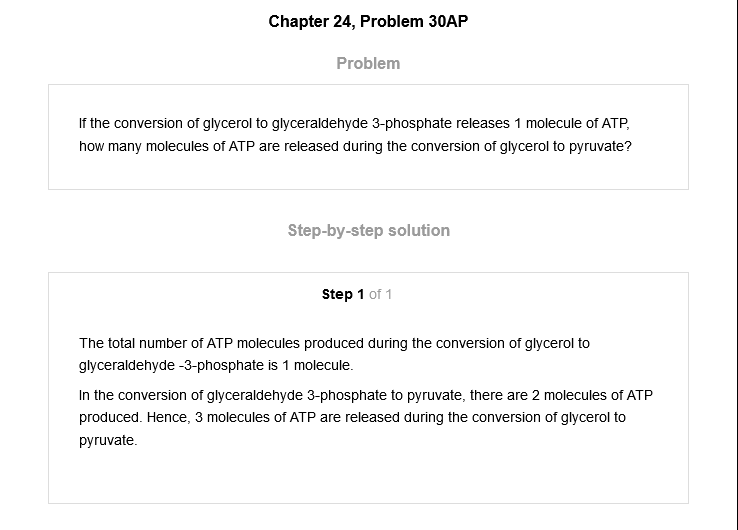 Chapter 24, Problem 30AP
Problem
If the conversion of glycerol to glyceraldehyde 3-phosphate releases 1 molecule of ATP,
how many molecules of ATP are released during the conversion of glycerol to pyruvate?
Step-by-step solution
Step 1 of 1
The total number of ATP molecules produced during the conversion of glycerol to
glyceraldehyde -3-phosphate is 1 molecule.
In the conversion of glyceraldehyde 3-phosphate to pyruvate, there are 2 molecules of ATP
produced. Hence, 3 molecules of ATP are released during the conversion of glycerol to
pyruvate.